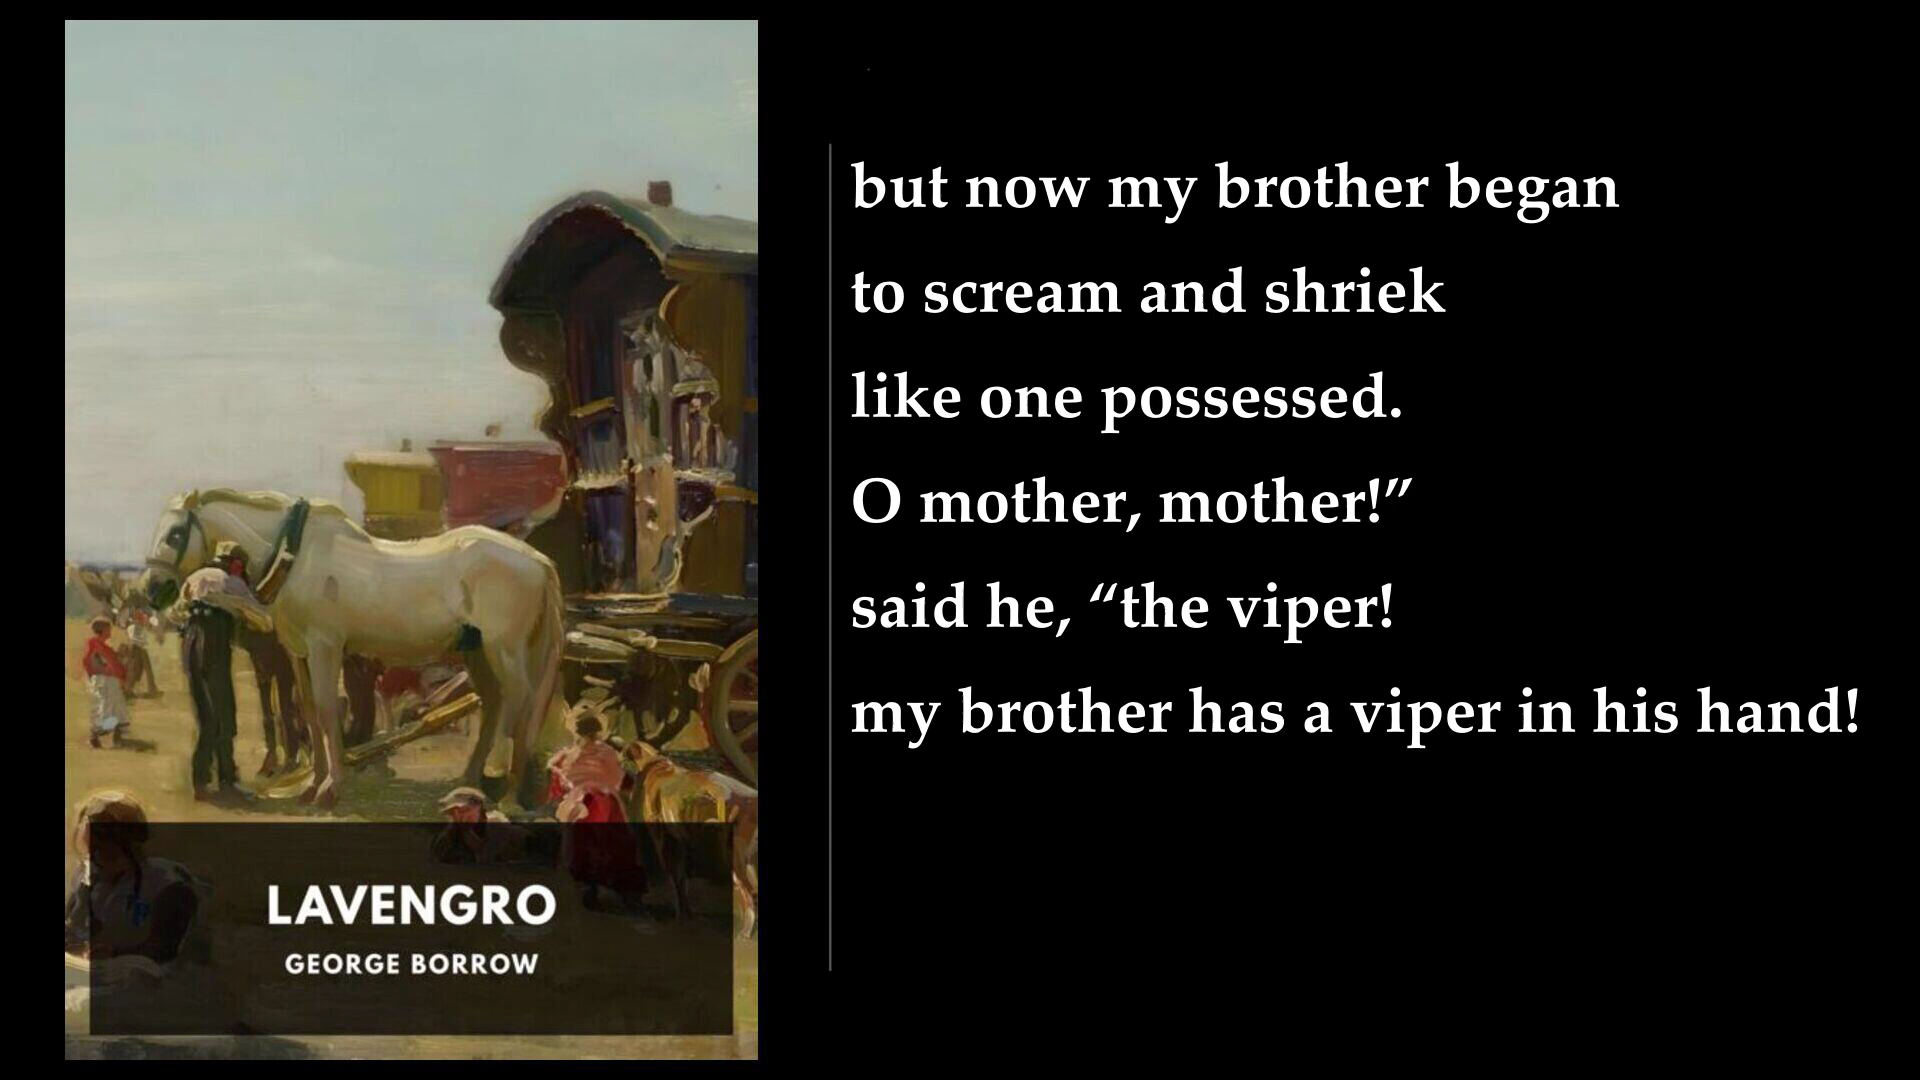 but now my brother began
to scream and shriek
like one possessed.
O mother, mother!”
said he, “the viper!
my brother has a viper in his hand!
LAVENGRO
GEORGE BORROW